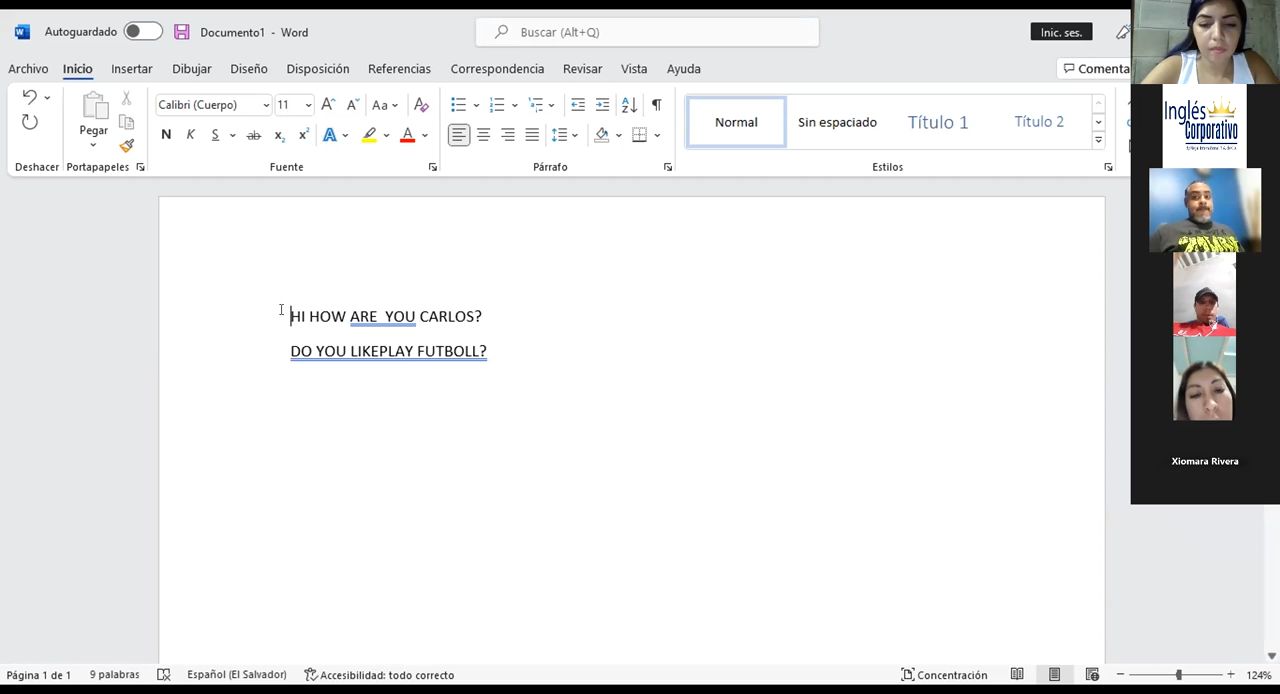 Autoguardado
Documento1 - Word
Buscar (Alt+Q)
Inic. ses.
Archivo Inicio Insertar Dibujar Diseño Disposición Referencias Correspondencia Revisar Vista Ayuda
Comenta
Calibri (Cuerpo) 11
Pegar
N K S ab x₂ x² A A
Normal
Sin espaciado
Título 1
Título 2
Deshacer Portapapeles Fuente Párrafo Estilos
HI HOW ARE  YOU CARLOS?
DO YOU LIKEPLAY FUTBOLL?
Inglés
Corporativo
Xiomara Rivera
Página 1 de 1 9 palabras Español (El Salvador) Accesibilidad: todo correcto Concentración 124%